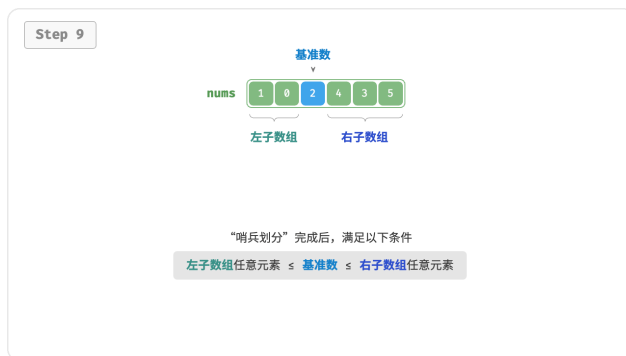 Step 9
基准数
nums 1 0 2 4 3 5
左子数组 右子数组
“哨兵划分”完成后，满足以下条件
左子数组任意元素 ≤ 基准数 ≤ 右子数组任意元素